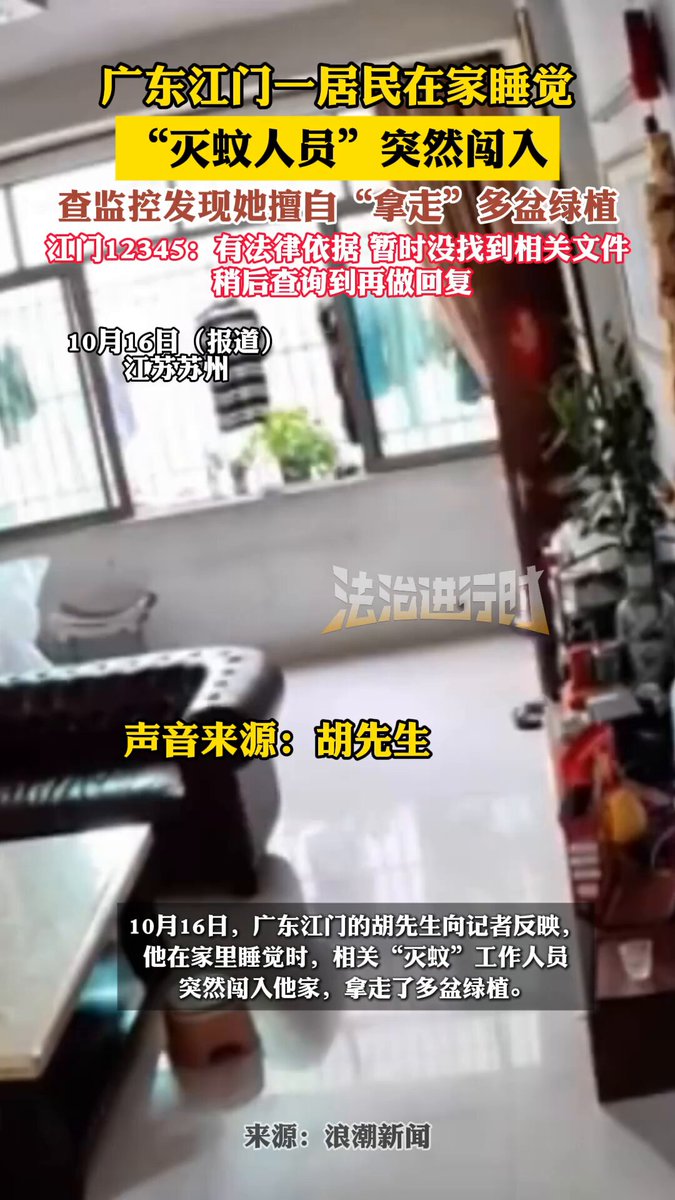 广东江门一居民在家睡觉
“灭蚊人员”突然闯入
查监控发现她擅自“拿走”多盆绿植
江门12345：有法律依据 暂时没找到相关文件
稍后查询到再做回复
10月16日（报道）
江苏苏州
法治进行时
声音来源：胡先生
10月16日，广东江门的胡先生向记者反映，
他在家里睡觉时，相关“灭蚊”工作人员
突然闯入他家，拿走了多盆绿植。
来源：浪潮新闻